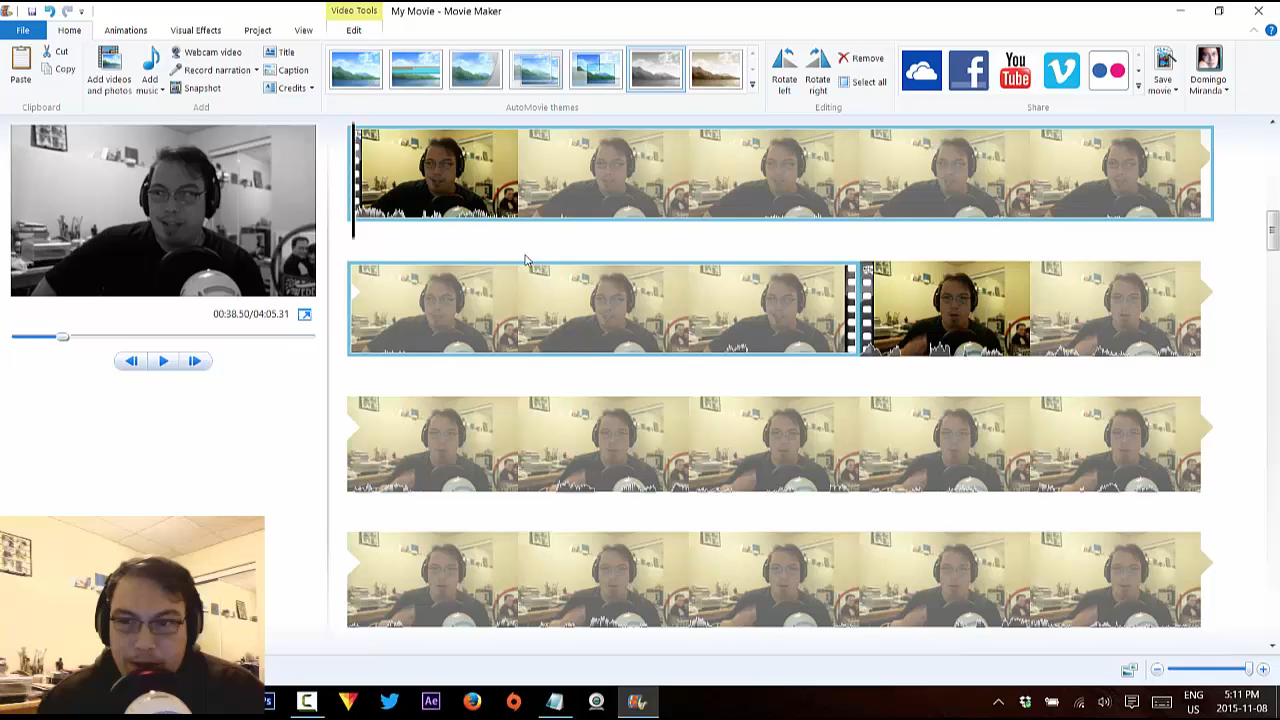 Video Tools
My Movie - Movie Maker
File
Home
Animations
Visual Effects
Project
View
Edit
Paste
Cut
Copy
Clipboard
Add videos
and photos
Add
music
Webcam video
Record narration
Snapshot
Title
Caption
Credits
Add
AutoMovie themes
Rotate
left
Rotate
right
Remove
Select all
Editing
You
Tube
Share
Save
movie
Domingo
Miranda
00:38.50/04:05.31
Ps
Ae
ENG
US
5:11 PM
2015-11-08